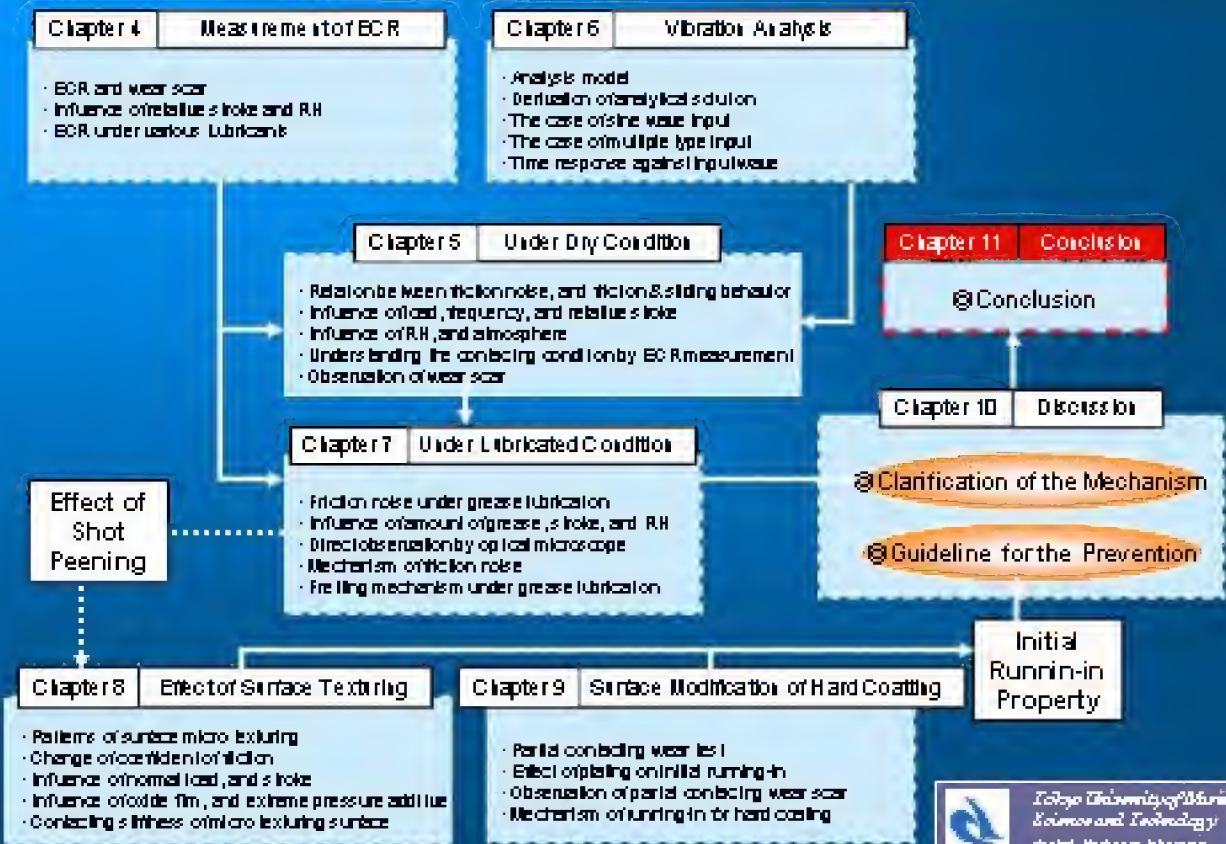 Chapter 4 Measurement of ECR
· ECR and wear scar
· Influence of relative stroke and RH
· ECR under various Lubricants
Chapter 6 Vibration Analysis
· Analysis model
· Derivation of analytical solution
· The case of sine wave input
· The case of multiple type input
· Time response against input wave
Chapter 5 Under Dry Condition
· Relation between friction noise, and friction & sliding behavior
· Influence of load, frequency, and relative stroke
· Influence of RH, and atmosphere
· Understanding the contacting condition by ECR measurement
· Observation of wear scar
Chapter 11 Conclusion
◎Conclusion
Chapter 7 Under Lubricated Condition
· Friction noise under grease lubrication
· Influence of amount of grease, stroke, and RH
· Direct observation by optical microscope
· Mechanism of friction noise
· Fretting mechanism under grease lubrication
Chapter 10 Discussion
◎Clarification of the Mechanism
◎Guideline for the Prevention
Effect of
Shot
Peening
Initial
Runnin-in
Property
Chapter 8 Effect of Surface Texturing
· Patterns of surface micro texturing
· Change of coefficient of friction
· Influence of normal load, and stroke
· Influence of oxide film, and extreme pressure additive
· Contacting stiffness of micro texturing surface
Chapter 9 Surface Modification of Hard Coatting
· Partial contacting wear test
· Effect of plating on initial running-in
· Observation of partial contacting wear scar
· Mechanism of running-in for hard coating
Tokyo University of Marin
Science and Technology